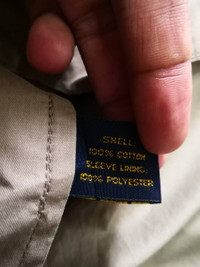 SHELL:
100% COTTON
SLEEVE LINING:
100% POLYESTER